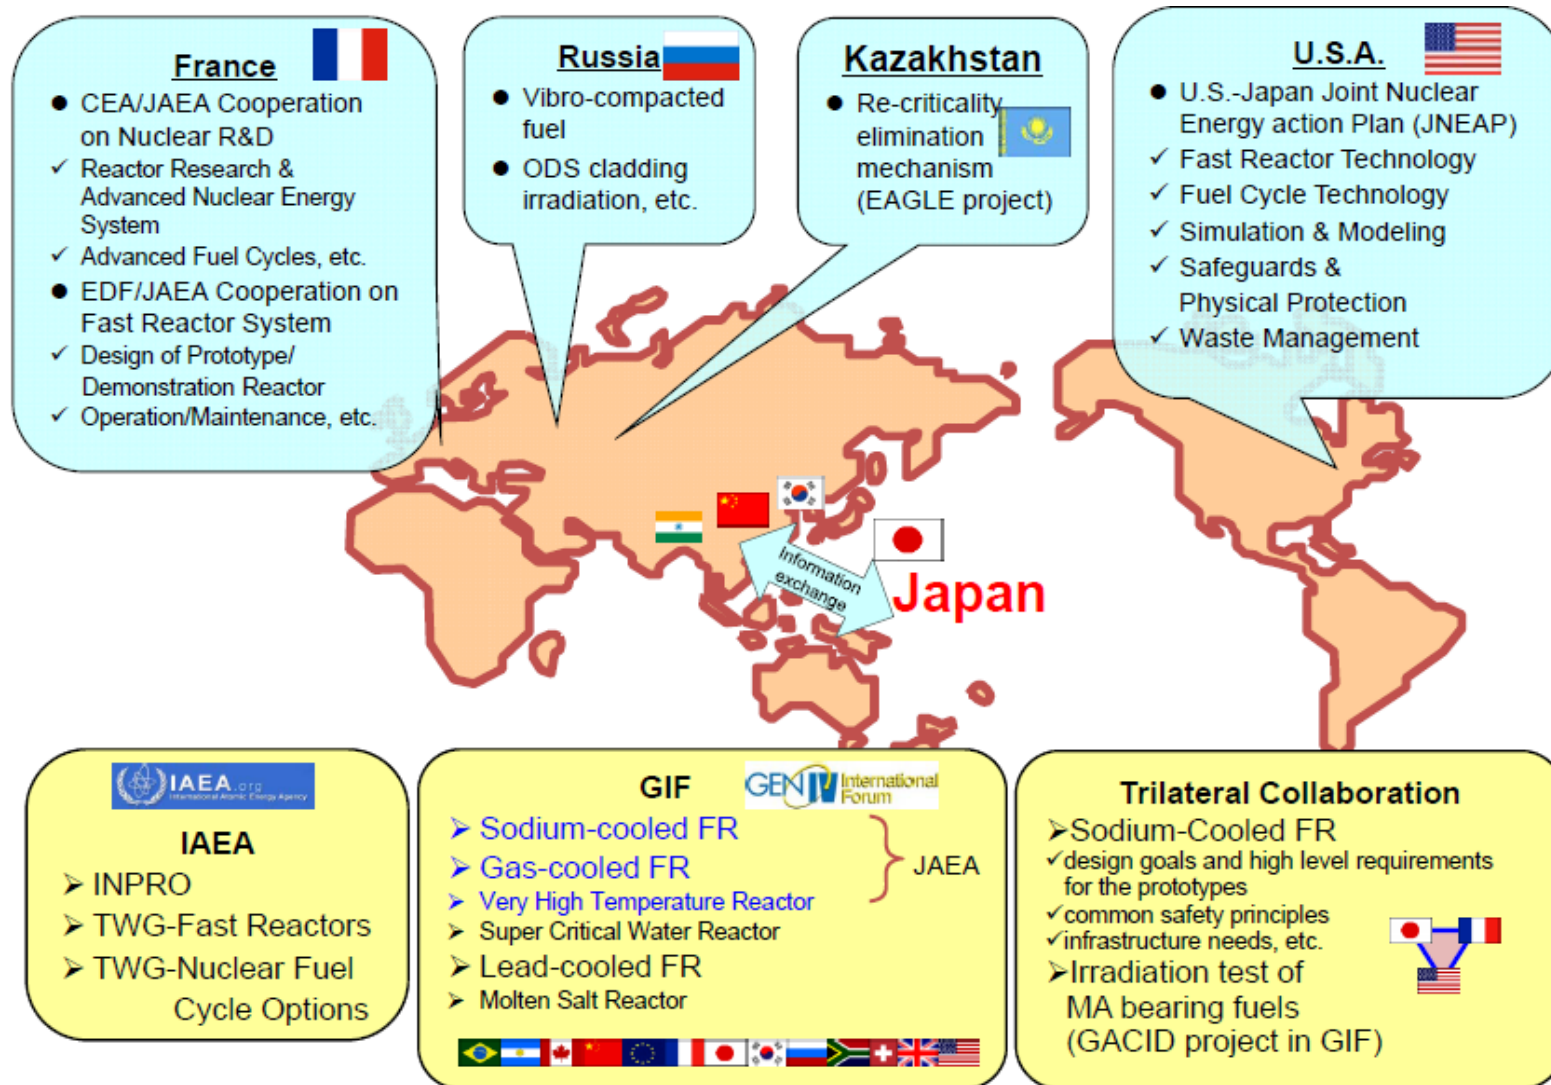 France
● CEA/JAEA Cooperation
on Nuclear R&D
✓ Reactor Research &
Advanced Nuclear Energy
System
✓ Advanced Fuel Cycles, etc.
● EDF/JAEA Cooperation on
Fast Reactor System
✓ Design of Prototype/
Demonstration Reactor
✓ Operation/Maintenance, etc.
Russia
● Vibro-compacted
fuel
● ODS cladding
irradiation, etc.
Kazakhstan
● Re-criticality
elimination
mechanism
(EAGLE project)
U.S.A.
● U.S.-Japan Joint Nuclear
Energy action Plan (JNEAP)
✓ Fast Reactor Technology
✓ Fuel Cycle Technology
✓ Simulation & Modeling
✓ Safeguards &
Physical Protection
✓ Waste Management
Information
exchange
Japan
IAEA.org
International Atomic Energy Agency
IAEA
➢ INPRO
➢ TWG-Fast Reactors
➢ TWG-Nuclear Fuel
Cycle Options
GIF
GEN IV International
Forum
➢ Sodium-cooled FR
➢ Gas-cooled FR
➢ Very High Temperature Reactor
JAEA
➢ Super Critical Water Reactor
➢ Lead-cooled FR
➢ Molten Salt Reactor
Trilateral Collaboration
➢Sodium-Cooled FR
✓design goals and high level requirements
for the prototypes
✓common safety principles
✓infrastructure needs, etc.
➢Irradiation test of
MA bearing fuels
(GACID project in GIF)